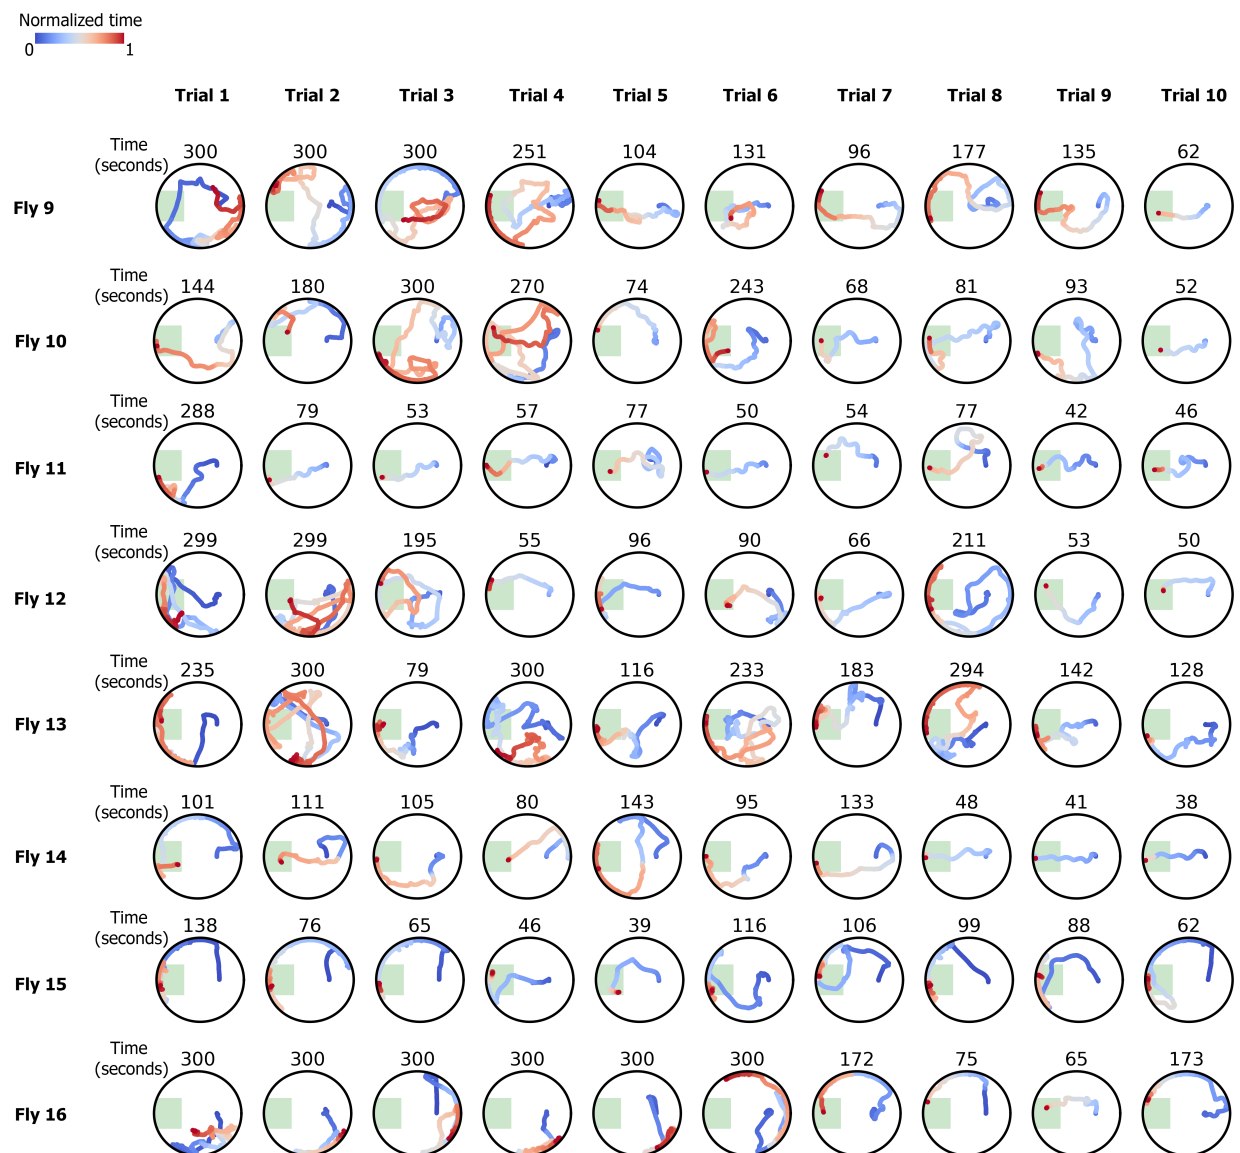 Normalized time
0 1
Trial 1 Trial 2 Trial 3 Trial 4 Trial 5 Trial 6 Trial 7 Trial 8 Trial 9 Trial 10
Time
(seconds) 300 300 300 251 104 131 96 177 135 62
Fly 9
Time
(seconds) 144 180 300 270 74 243 68 81 93 52
Fly 10
Time
(seconds) 288 79 53 57 77 50 54 77 42 46
Fly 11
Time
(seconds) 299 299 195 55 96 90 66 211 53 50
Fly 12
Time
(seconds) 235 300 79 300 116 233 183 294 142 128
Fly 13
Time
(seconds) 101 111 105 80 143 95 133 48 41 38
Fly 14
Time
(seconds) 138 76 65 46 39 116 106 99 88 62
Fly 15
Time
(seconds) 300 300 300 300 300 300 172 75 65 173
Fly 16